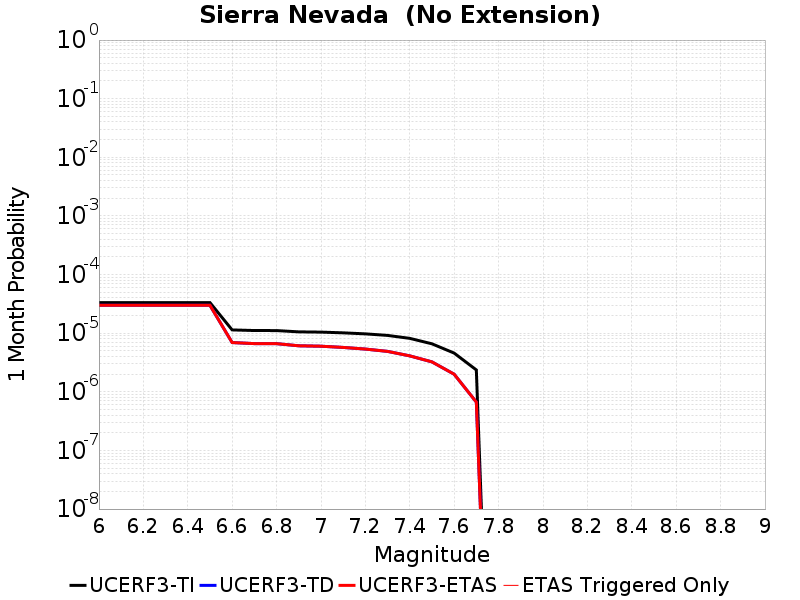 Sierra Nevada (No Extension)
1 Month Probability
10^0
10^-1
10^-2
10^-3
10^-4
10^-5
10^-6
10^-7
10^-8
6 6.2 6.4 6.6 6.8 7 7.2 7.4 7.6 7.8 8 8.2 8.4 8.6 8.8 9
Magnitude
UCERF3-TI UCERF3-TD UCERF3-ETAS ETAS Triggered Only